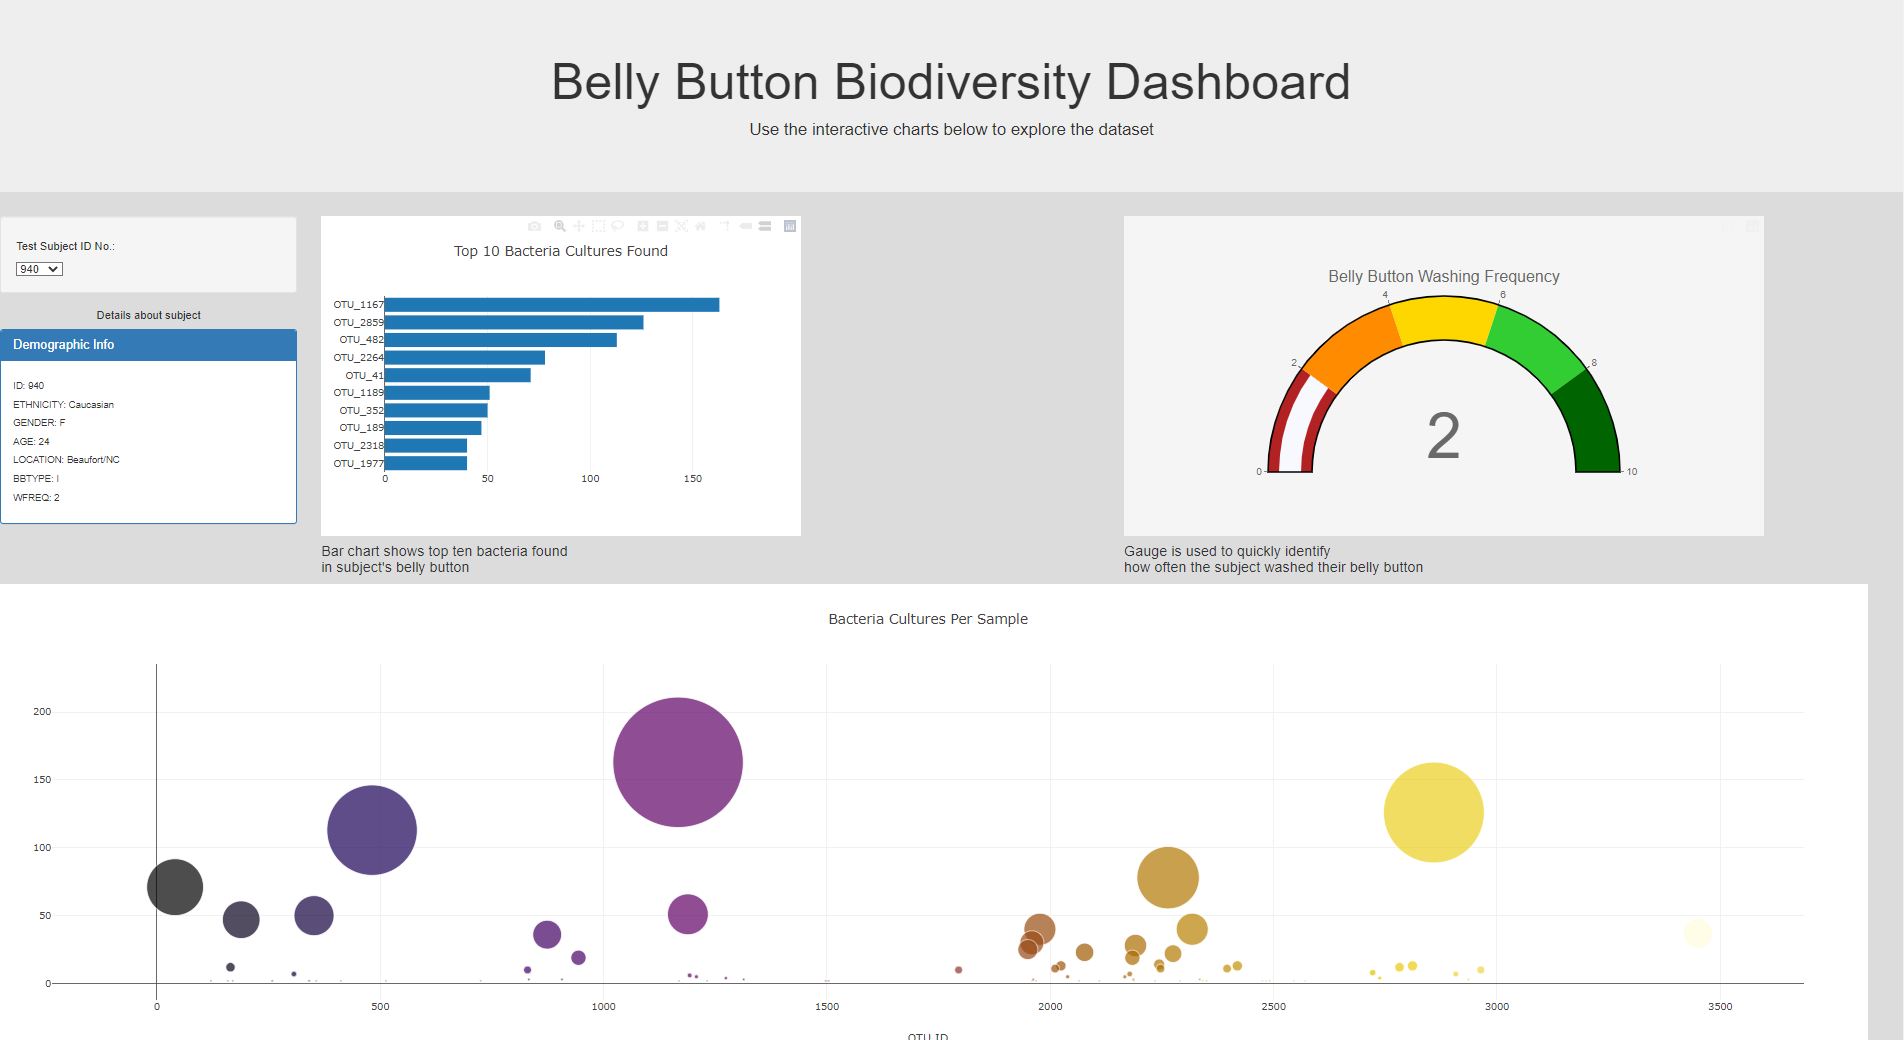 Belly Button Biodiversity Dashboard
Use the interactive charts below to explore the dataset
Test Subject ID No.:
940
Details about subject
Demographic Info
ID: 940
ETHNICITY: Caucasian
GENDER: F
AGE: 24
LOCATION: Beaufort/NC
BBTYPE: I
WFREQ: 2
Top 10 Bacteria Cultures Found
OTU_1167
OTU_2859
OTU_482
OTU_2264
OTU_41
OTU_1189
OTU_352
OTU_189
OTU_2318
OTU_1977
0 50 100 150
Bar chart shows top ten bacteria found
in subject's belly button
Belly Button Washing Frequency
0 2 4 6 8 10
2
Gauge is used to quickly identify
how often the subject washed their belly button
Bacteria Cultures Per Sample
200
150
100
50
0
0 500 1000 1500 2000 2500 3000 3500
OTU ID